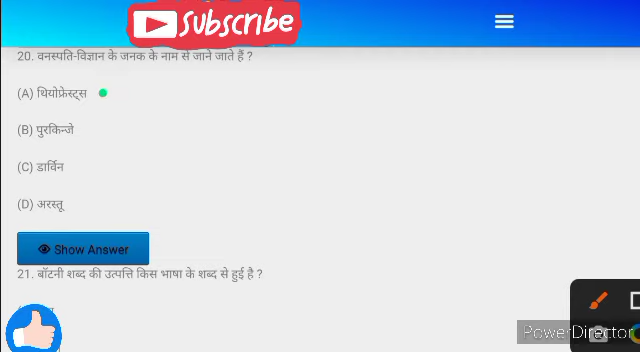 Subscribe
20. वनस्पति-विज्ञान के जनक के नाम से जाने जाते हैं ?
(A) थियोफ्रेस्ट्स
(B) पुरकिन्जे
(C) डार्विन
(D) अरस्तू
Show Answer
21. बॉटनी शब्द की उत्पत्ति किस भाषा के शब्द से हुई है ?
PowerDirector